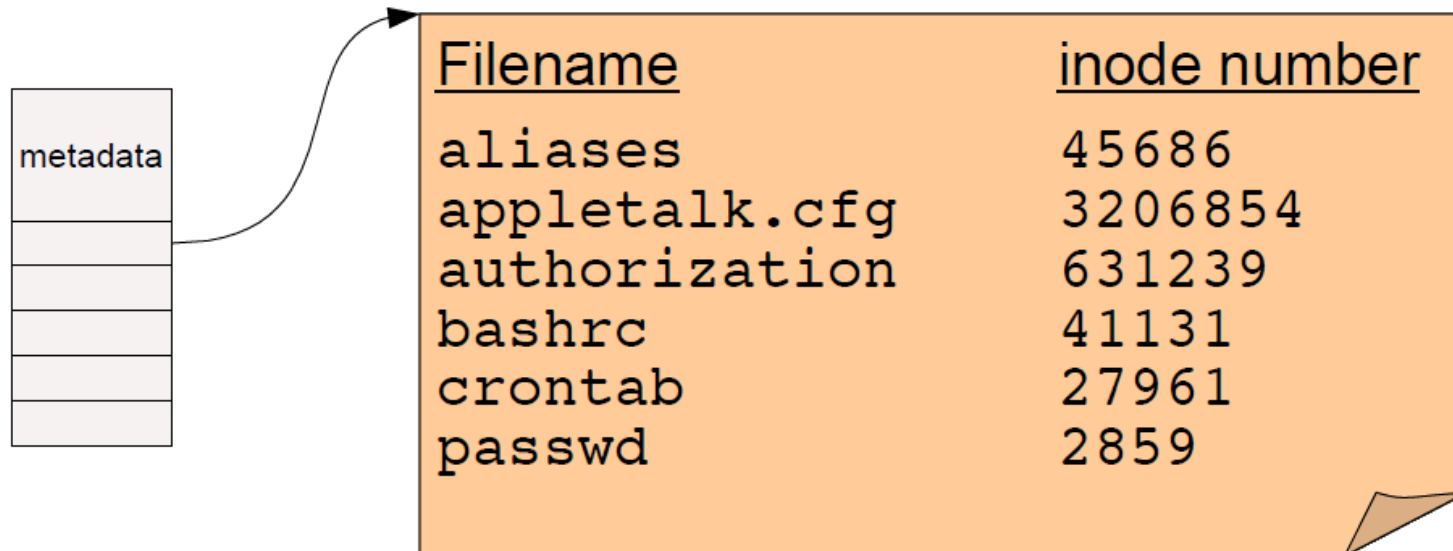 metadata
Filename inode number
aliases 45686
appletalk.cfg 3206854
authorization 631239
bashrc 41131
crontab 27961
passwd 2859